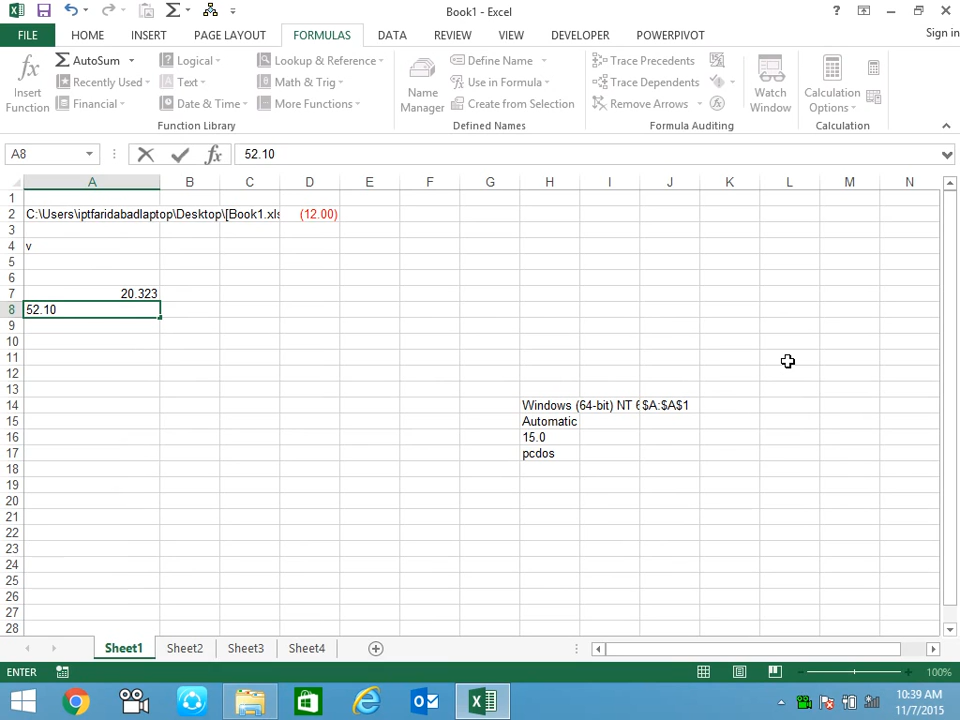 Book1 - Excel
?
Sign in
FILE HOME INSERT PAGE LAYOUT FORMULAS DATA REVIEW VIEW DEVELOPER POWERPIVOT
fx Insert Function
AutoSum
Recently Used
Financial
Logical
Text
Date & Time
Lookup & Reference
Math & Trig
More Functions
Function Library
Name Manager
Define Name
Use in Formula
Create from Selection
Defined Names
Trace Precedents
Trace Dependents
Remove Arrows
Formula Auditing
Watch Window
Calculation Options
Calculation
A8 fx 52.10
A B C D E F G H I J K L M N
1
2 C:\Users\iptfaridabadlaptop\Desktop\[Book1.xls (12.00)
3
4 v
5
6
7 20.323
8 52.10
9
10
11
12
13
14 Windows (64-bit) NT 6 $A:$A$1
15 Automatic
16 15.0
17 pcdos
18
19
20
21
22
23
24
25
26
27
28
Sheet1 Sheet2 Sheet3 Sheet4
ENTER 100%
10:39 AM
11/7/2015